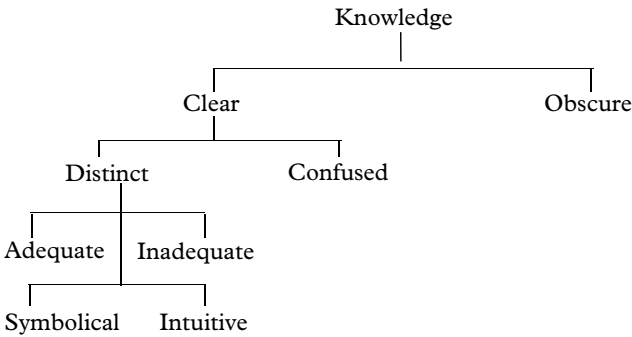 Knowledge
Clear Obscure
Distinct Confused
Adequate Inadequate
Symbolical Intuitive